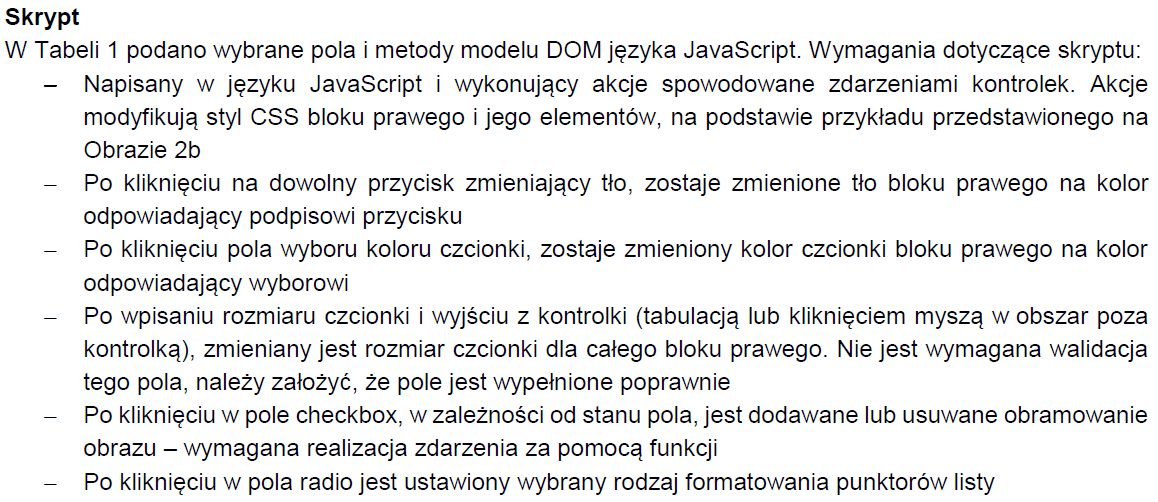 Skrypt
W Tabeli 1 podano wybrane pola i metody modelu DOM języka JavaScript. Wymagania dotyczące skryptu:
– Napisany w języku JavaScript i wykonujący akcje spowodowane zdarzeniami kontrolek. Akcje
modyfikują styl CSS bloku prawego i jego elementów, na podstawie przykładu przedstawionego na
Obrazie 2b
– Po kliknięciu na dowolny przycisk zmieniający tło, zostaje zmienione tło bloku prawego na kolor
odpowiadający podpisowi przycisku
– Po kliknięciu pola wyboru koloru czcionki, zostaje zmieniony kolor czcionki bloku prawego na kolor
odpowiadający wyborowi
– Po wpisaniu rozmiaru czcionki i wyjściu z kontrolki (tabulacją lub kliknięciem myszą w obszar poza
kontrolką), zmieniany jest rozmiar czcionki dla całego bloku prawego. Nie jest wymagana walidacja
tego pola, należy założyć, że pole jest wypełnione poprawnie
– Po kliknięciu w pole checkbox, w zależności od stanu pola, jest dodawane lub usuwane obramowanie
obrazu – wymagana realizacja zdarzenia za pomocą funkcji
– Po kliknięciu w pola radio jest ustawiony wybrany rodzaj formatowania punktorów listy